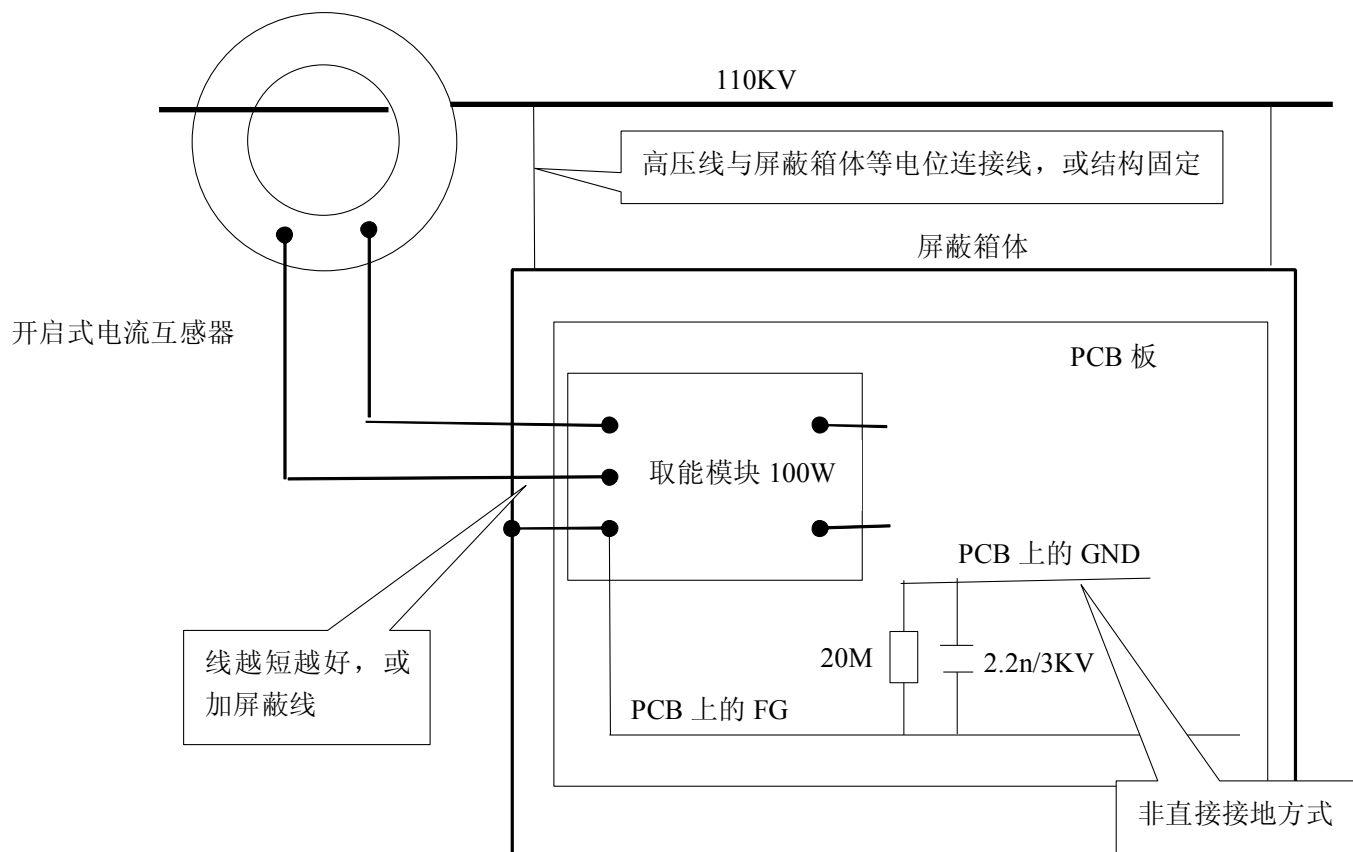 110KV
高压线与屏蔽箱体等电位连接线，或结构固定
屏蔽箱体
开启式电流互感器
PCB 板
取能模块 100W
PCB 上的 GND
线越短越好，或
加屏蔽线
20M
2.2n/3KV
PCB 上的 FG
非直接接地方式